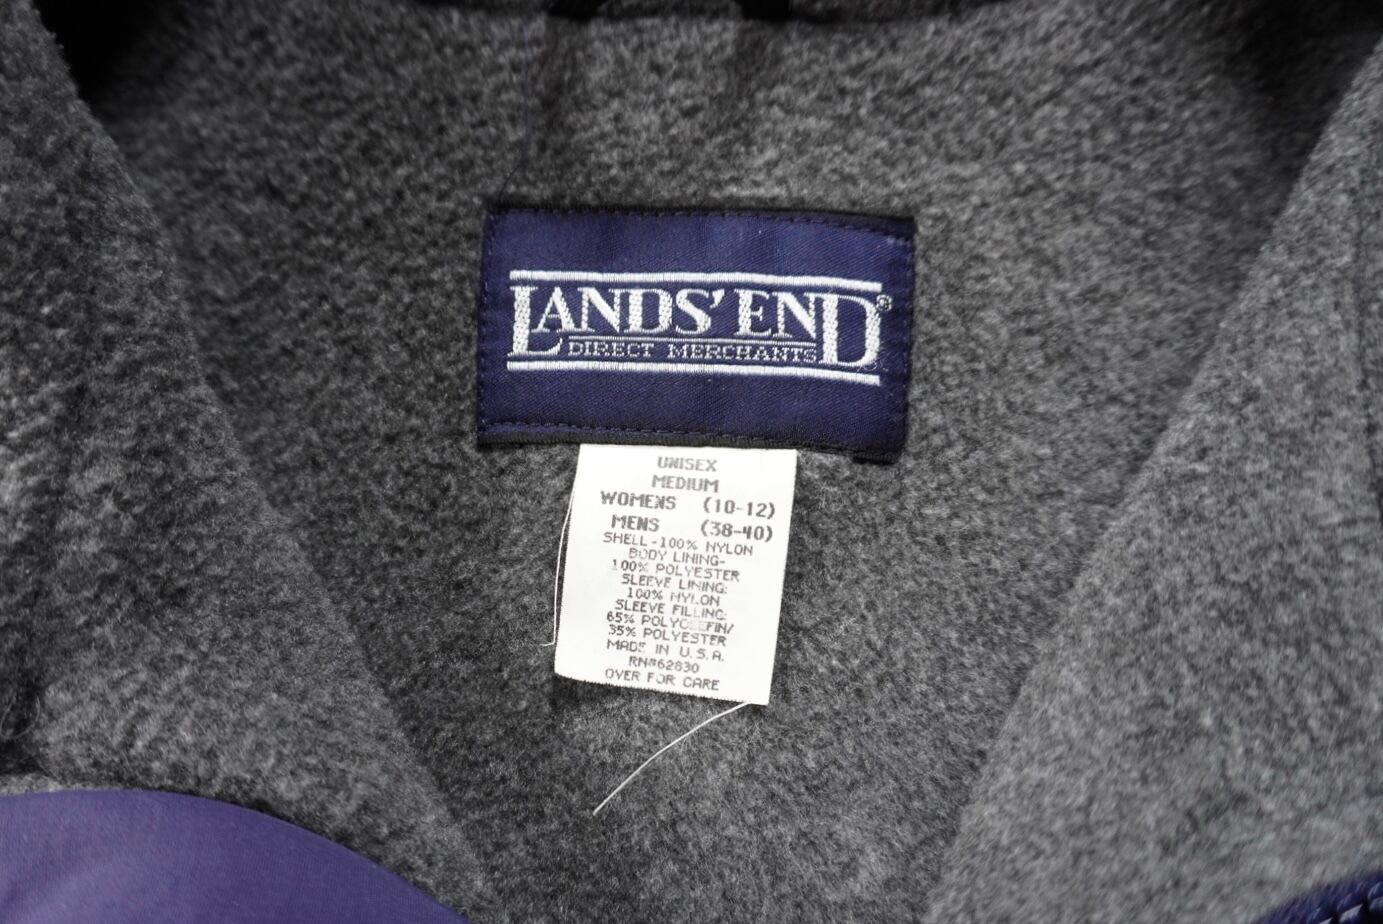 LANDS' END®
DIRECT MERCHANTS
UNISEX
MEDIUM
WOMENS (10-12)
MENS (38-40)
SHELL-100% NYLON
BODY LINING-
100% POLYESTER
SLEEVE LINING:
100% NYLON
SLEEVE FILLING:
65% POLYOLEFIN/
35% POLYESTER
MADE IN U.S.A.
RN#62830
OVER FOR CARE